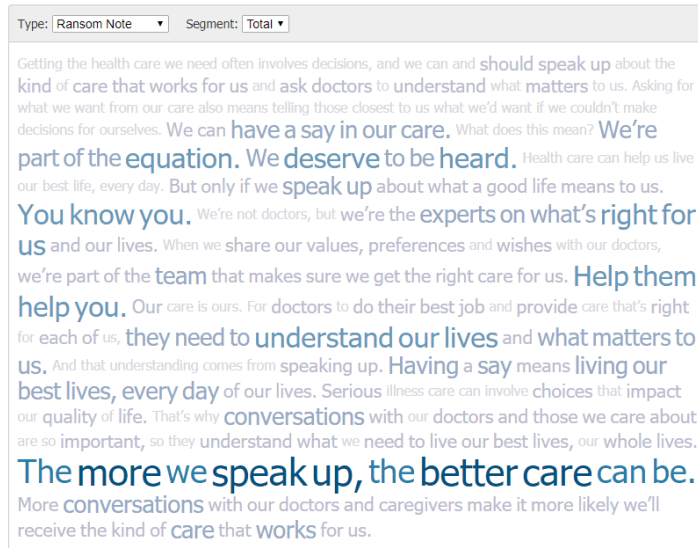 Type: Ransom Note Segment: Total
Getting the health care we need often involves decisions, and we can and should speak up about the
kind of care that works for us and ask doctors to understand what matters to us. Asking for
what we want from our care also means telling those closest to us what we'd want if we couldn't make
decisions for ourselves. We can have a say in our care. What does this mean? We're
part of the equation. We deserve to be heard. Health care can help us live
our best life, every day. But only if we speak up about what a good life means to us.
You know you. We're not doctors, but we're the experts on what's right for
us and our lives. When we share our values, preferences and wishes with our doctors,
we're part of the team that makes sure we get the right care for us. Help them
help you. Our care is ours. For doctors to do their best job and provide care that's right
for each of us, they need to understand our lives and what matters to
us. And that understanding comes from speaking up. Having a say means living our
best lives, every day of our lives. Serious illness care can involve choices that impact
our quality of life. That's why conversations with our doctors and those we care about
are so important, so they understand what we need to live our best lives, our whole lives.
The more we speak up, the better care can be.
More conversations with our doctors and caregivers make it more likely we'll
receive the kind of care that works for us.